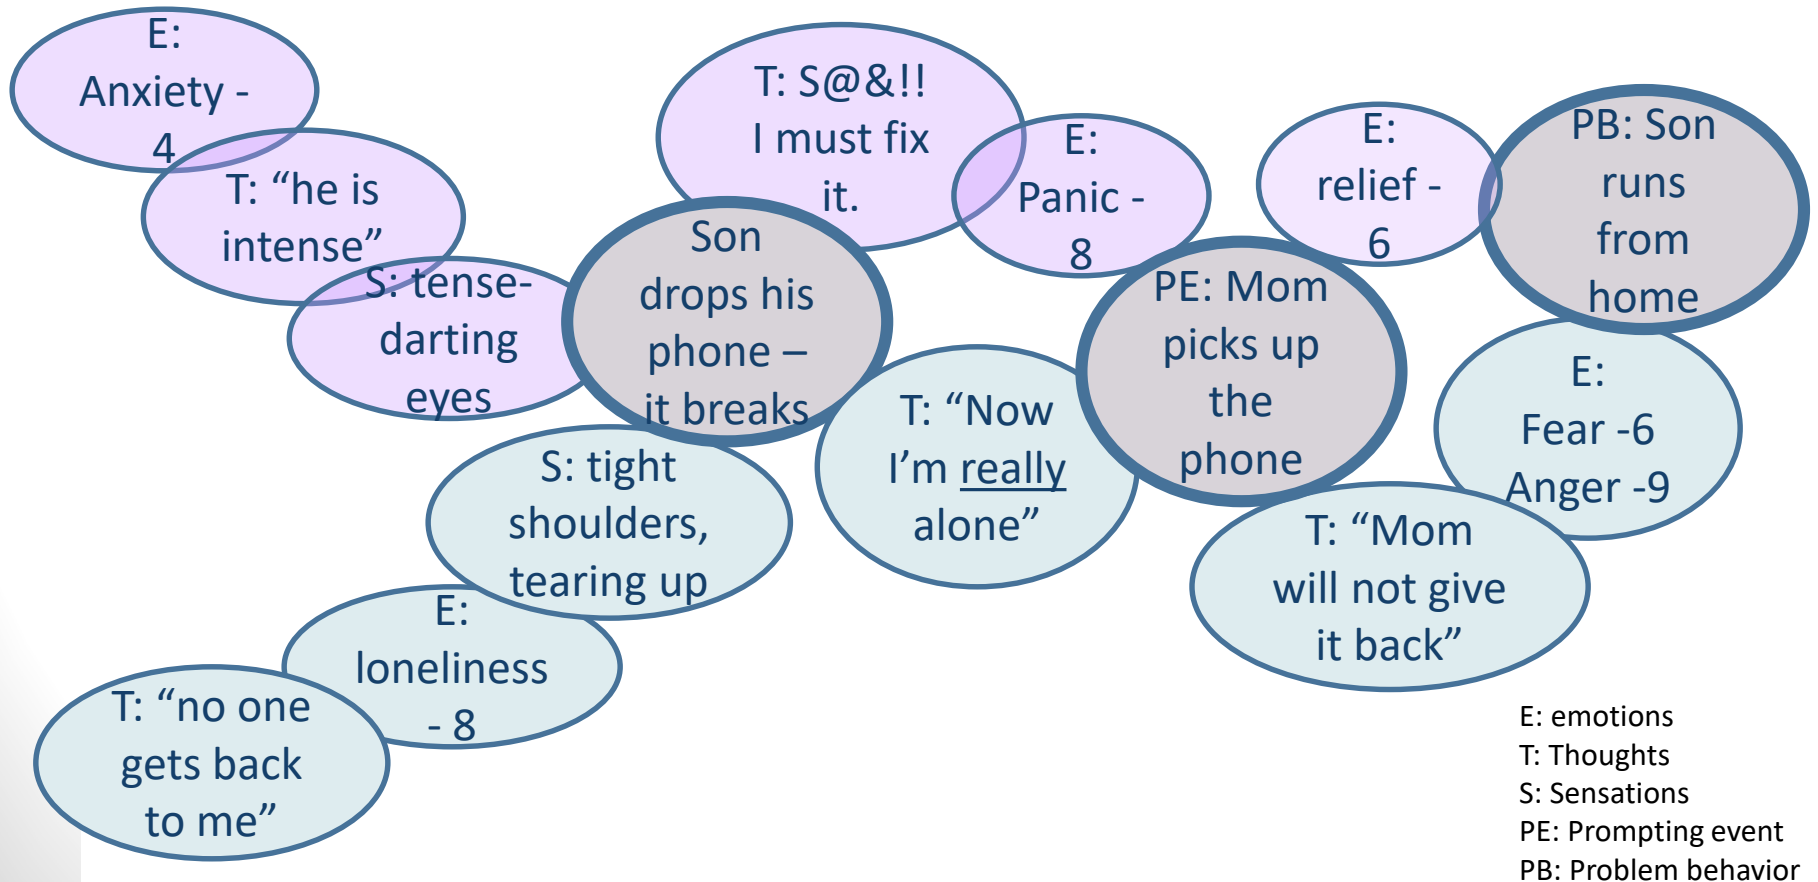 E:
Anxiety -
4
T: “he is
intense”
S: tense-
darting
eyes
Son
drops his
phone –
it breaks
T: S@&!!
I must fix
it.
E:
Panic -
8
PE: Mom
picks up
the
phone
E:
relief -
6
PB: Son
runs
from
home
T: “no one
gets back
to me”
E:
loneliness
- 8
S: tight
shoulders,
tearing up
T: “Now
I’m really
alone”
T: “Mom
will not give
it back”
E:
Fear -6
Anger -9
E: emotions
T: Thoughts
S: Sensations
PE: Prompting event
PB: Problem behavior